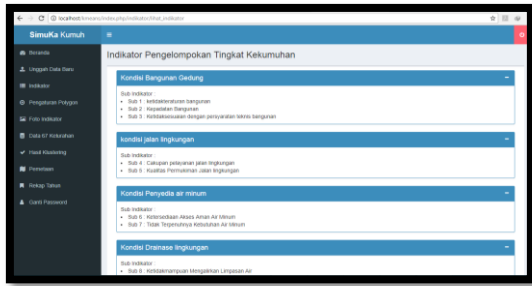 localhost/kmeans/index.php/indikator/lihat_indikator
SimuKa Kumuh
Beranda
Unggah Data Baru
Indikator
Pengaturan Polygon
Foto Indikator
Data 67 Kelurahan
Hasil Klastering
Pemetaan
Rekap Tahun
Ganti Password
Indikator Pengelompokan Tingkat Kekumuhan
Kondisi Bangunan Gedung
Sub Indikator :
Sub 1 : ketidakteraturan bangunan
Sub 2 : Kepadatan Bangunan
Sub 3 : Ketidaksesuaian dengan persyaratan teknis bangunan
kondisi jalan lingkungan
Sub Indikator :
Sub 4 : Cakupan pelayanan jalan lingkungan
Sub 5 : Kualitas Permukiman Jalan lingkungan
Kondisi Penyedia air minum
Sub Indikator :
Sub 6 : Ketersediaan Akses Aman Air Minum
Sub 7 : Tidak Terpenuhnya Kebutuhan Air Minum
Kondisi Drainase lingkungan
Sub Indikator :
Sub 8 : Ketidakmampuan Mengalirkan Limpasan Air